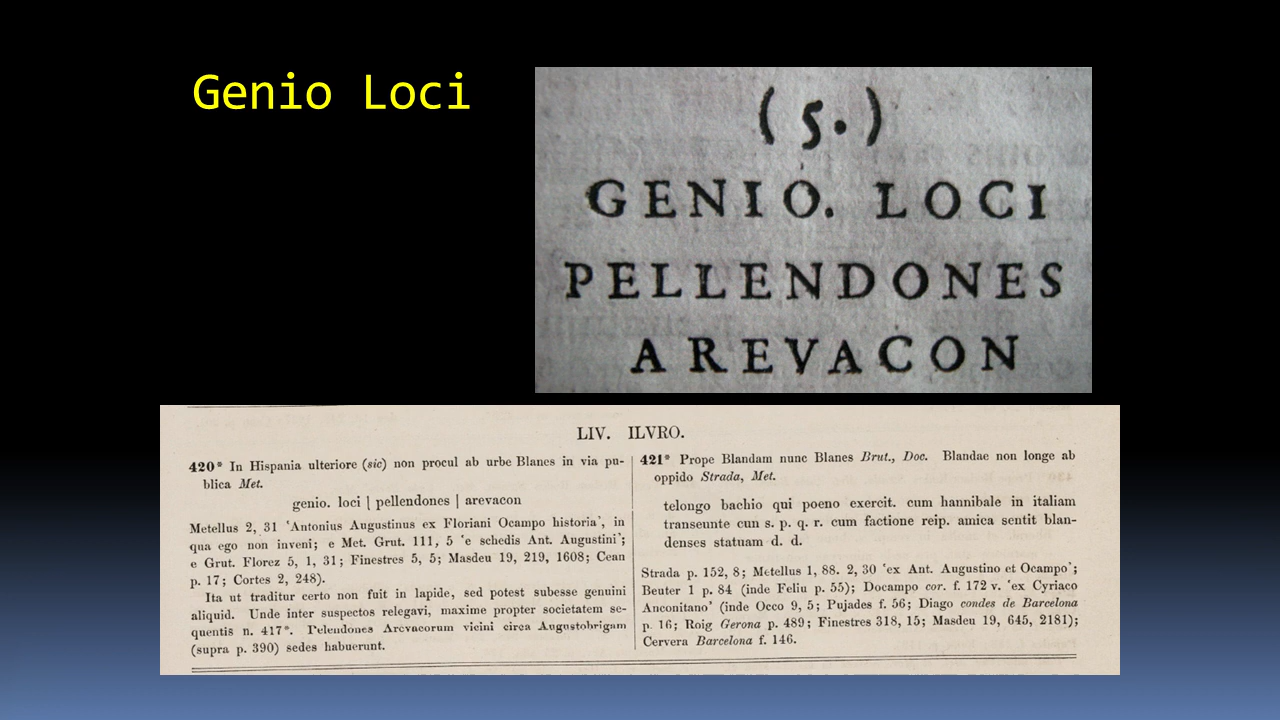 Genio Loci
( 5. )
GENIO. LOCI
PELLENDONES
AREVACON
LIV. ILVRO.
420* In Hispania ulteriore (sic) non procul ab urbe Blanes in via pu-
blica Met.
genio. loci | pellendones | arevacon
Metellus 2, 31 'Antonius Augustinus ex Floriani Ocampo historia', in
qua ego non inveni; e Met. Grut. 111, 5 'e schedis Ant. Augustini';
e Grut. Florez 5, 1, 31; Finestres 5, 5; Masdeu 19, 219, 1608; Cean
p. 17; Cortes 2, 248).
Ita ut traditur certo non fuit in lapide, sed potest subesse genuini
aliquid. Unde inter suspectos relegavi, maxime propter societatem se-
quentis n. 417*. Pelendones Arevacorum vicini circa Augustobrigam
(supra p. 390) sedes habuerunt.
421* Prope Blandam nunc Blanes Brut., Doc. Blandae non longe ab
oppido Strada, Met.
telongo bachio qui poeno exercit. cum hannibale in italiam
transeunte cun s. p. q. r. cum factione reip. amica sentit blan-
denses statuam d. d.
Strada p. 152, 8; Metellus 1, 88. 2, 30 'ex Ant. Augustino et Ocampo';
Beuter 1 p. 84 (inde Feliu p. 55); Docampo cor. f. 172 v. 'ex Cyriaco
Anconitano' (inde Occo 9, 5; Pujades f. 56; Diago condes de Barcelona
p. 16; Roig Gerona p. 489; Finestres 318, 15; Masdeu 19, 645, 2181);
Cervera Barcelona f. 146.